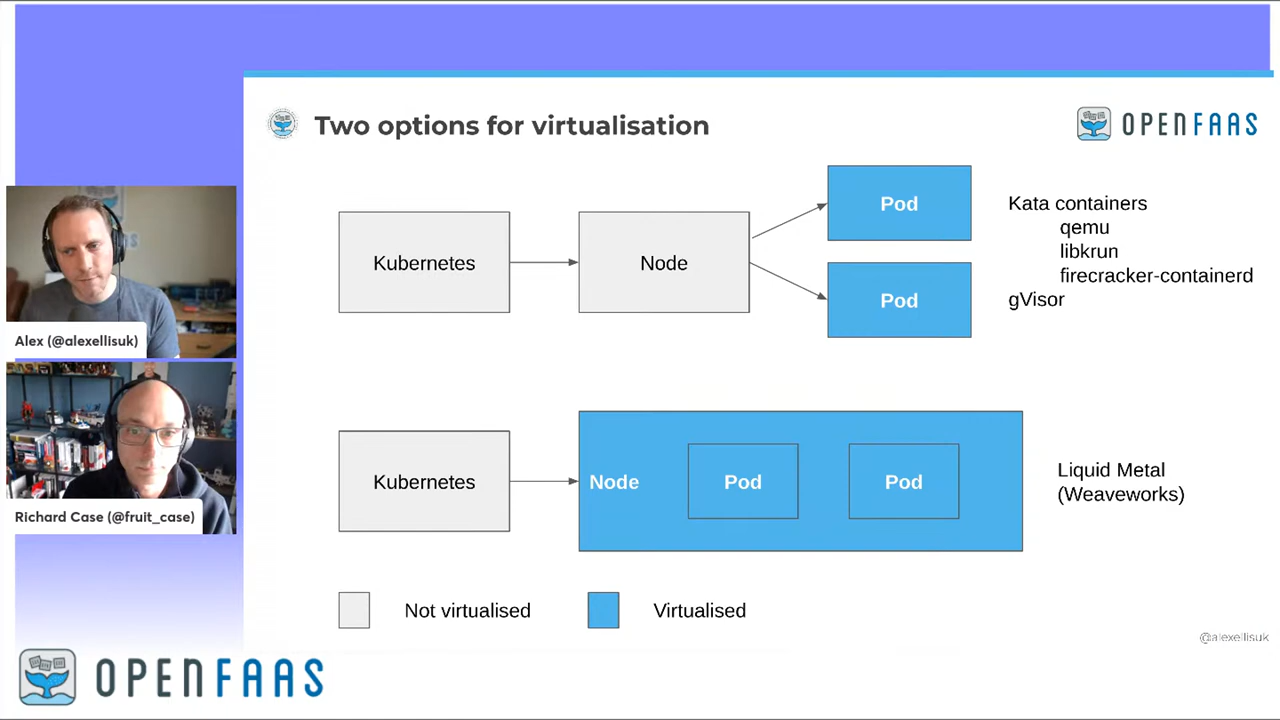 Two options for virtualisation
OPENFAAS
Kubernetes
Node
Pod
Pod
Kata containers
qemu
libkrun
firecracker-containerd
gVisor
Alex (@alexellisuk)
Richard Case (@fruit_case)
Kubernetes
Node
Pod
Pod
Liquid Metal
(Weaveworks)
Not virtualised
Virtualised
@alexellisuk
OPENFAAS